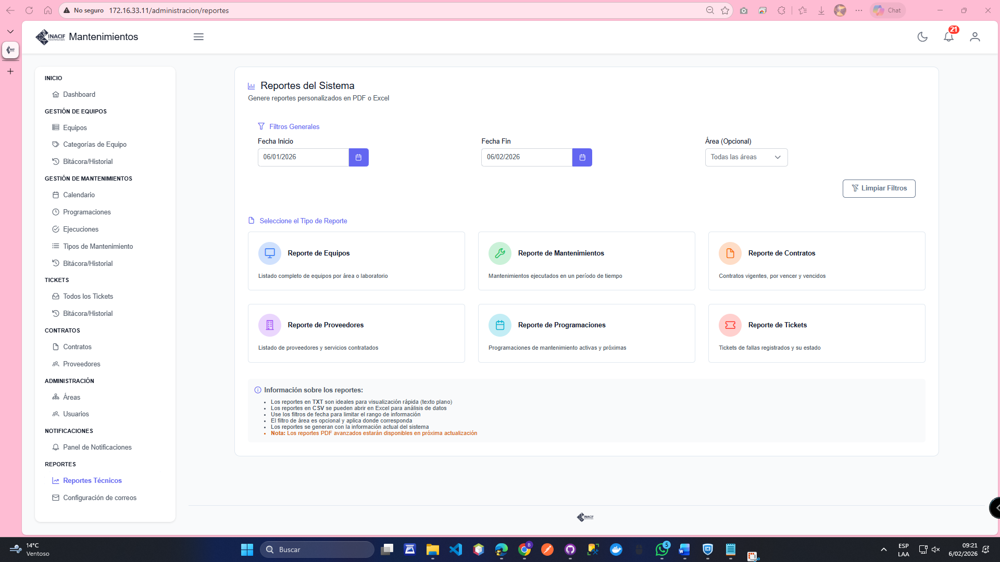 No seguro
172.16.33.11/administracion/reportes
Chat
INACIF
Mantenimientos
21
INICIO
Dashboard
GESTIÓN DE EQUIPOS
Equipos
Categorías de Equipo
Bitácora/Historial
GESTIÓN DE MANTENIMIENTOS
Calendario
Programaciones
Ejecuciones
Tipos de Mantenimiento
Bitácora/Historial
TICKETS
Todos los Tickets
Bitácora/Historial
CONTRATOS
Contratos
Proveedores
ADMINISTRACIÓN
Áreas
Usuarios
NOTIFICACIONES
Panel de Notificaciones
REPORTES
Reportes Técnicos
Configuración de correos
Reportes del Sistema
Genere reportes personalizados en PDF o Excel
Filtros Generales
Fecha Inicio
06/01/2026
Fecha Fin
06/02/2026
Área (Opcional)
Todas las áreas
Limpiar Filtros
Seleccione el Tipo de Reporte
Reporte de Equipos
Listado completo de equipos por área o laboratorio
Reporte de Mantenimientos
Mantenimientos ejecutados en un período de tiempo
Reporte de Contratos
Contratos vigentes, por vencer y vencidos
Reporte de Proveedores
Listado de proveedores y servicios contratados
Reporte de Programaciones
Programaciones de mantenimiento activas y próximas
Reporte de Tickets
Tickets de fallas registrados y su estado
Información sobre los reportes:
• Los reportes en TXT son ideales para visualización rápida (texto plano)
• Los reportes en CSV se pueden abrir en Excel para análisis de datos
• Use los filtros de fecha para limitar el rango de información
• El filtro de área es opcional y aplica donde corresponda
• Los reportes se generan con la información actual del sistema
• Nota: Los reportes PDF avanzados estarán disponibles en próxima actualización
INACIF
14°C
Ventoso
Buscar
B
5
ESP
LAA
09:21
6/02/2026